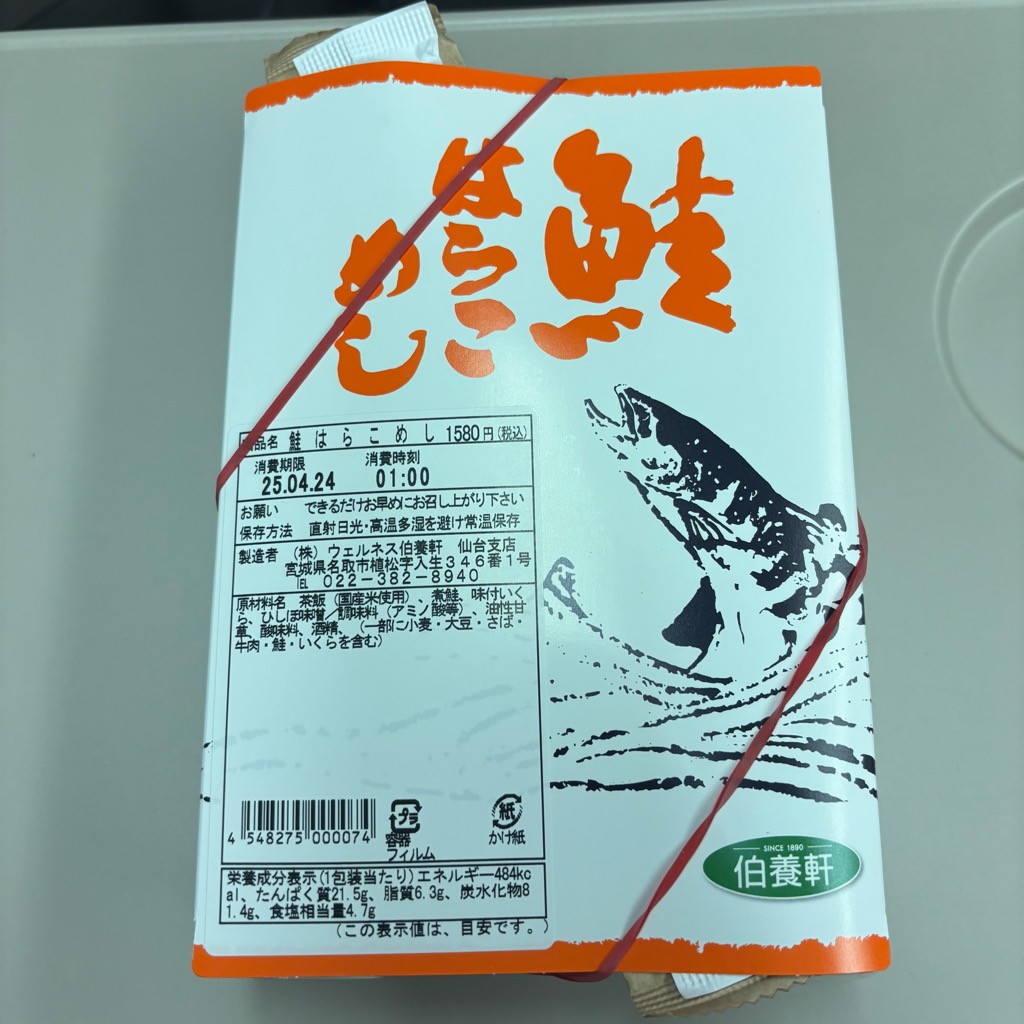 鮭
はらこ
めし
商品名 鮭 はらこめし 1580円(税込)
消費期限 消費時刻
25.04.24 01:00
お願い できるだけお早めにお召し上がり下さい
保存方法 直射日光・高温多湿を避け常温保存
製造者 (株)ウェルネス伯養軒 仙台支店
宮城県名取市植松字入生346番1号
℡ 022-382-8940
原材料名 茶飯(国産米使用)、煮鮭、味付いく
ら、ひしほ味噌/調味料(アミノ酸等)、油性甘
草、酸味料、酒精、(一部に小麦・大豆・さば・
牛肉・鮭・いくらを含む)
4 548275 000074
プラ
容器
フィルム
紙
かけ紙
栄養成分表示(1包装当たり)エネルギー484kc
al、たんぱく質21.5g、脂質6.3g、炭水化物8
1.4g、食塩相当量4.7g
(この表示値は、目安です。)
SINCE 1890
伯養軒